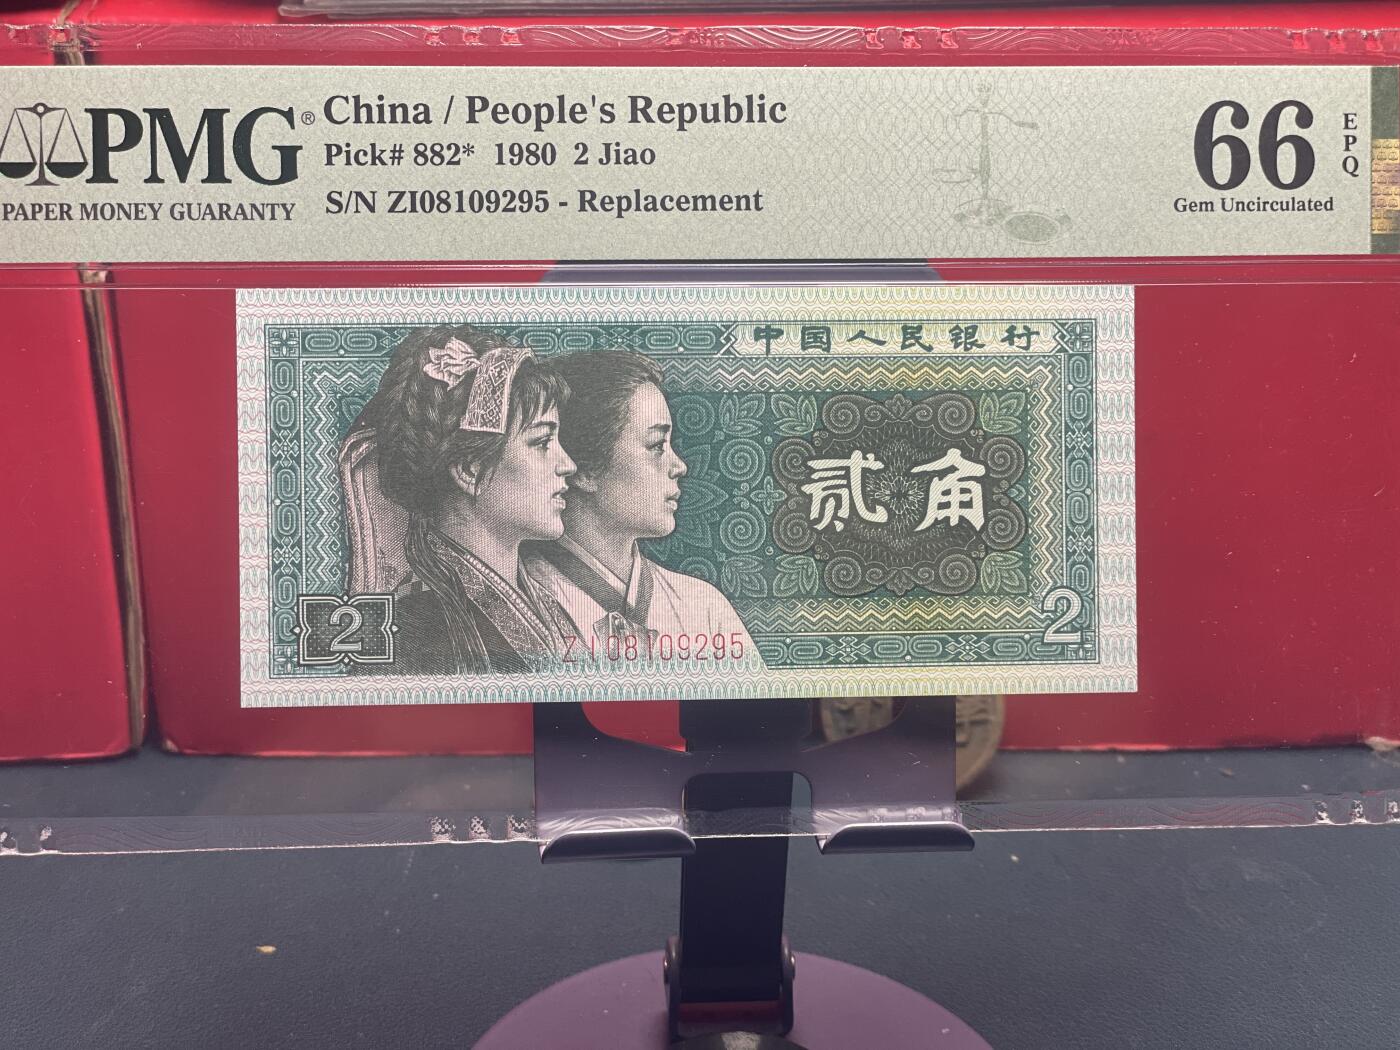 PMG®
PAPER MONEY GUARANTY
China / People's Republic
Pick# 882* 1980 2 Jiao
S/N ZI08109295 - Replacement
66
EPQ
Gem Uncirculated
中国人民银行
贰角
2
2
ZI08109295